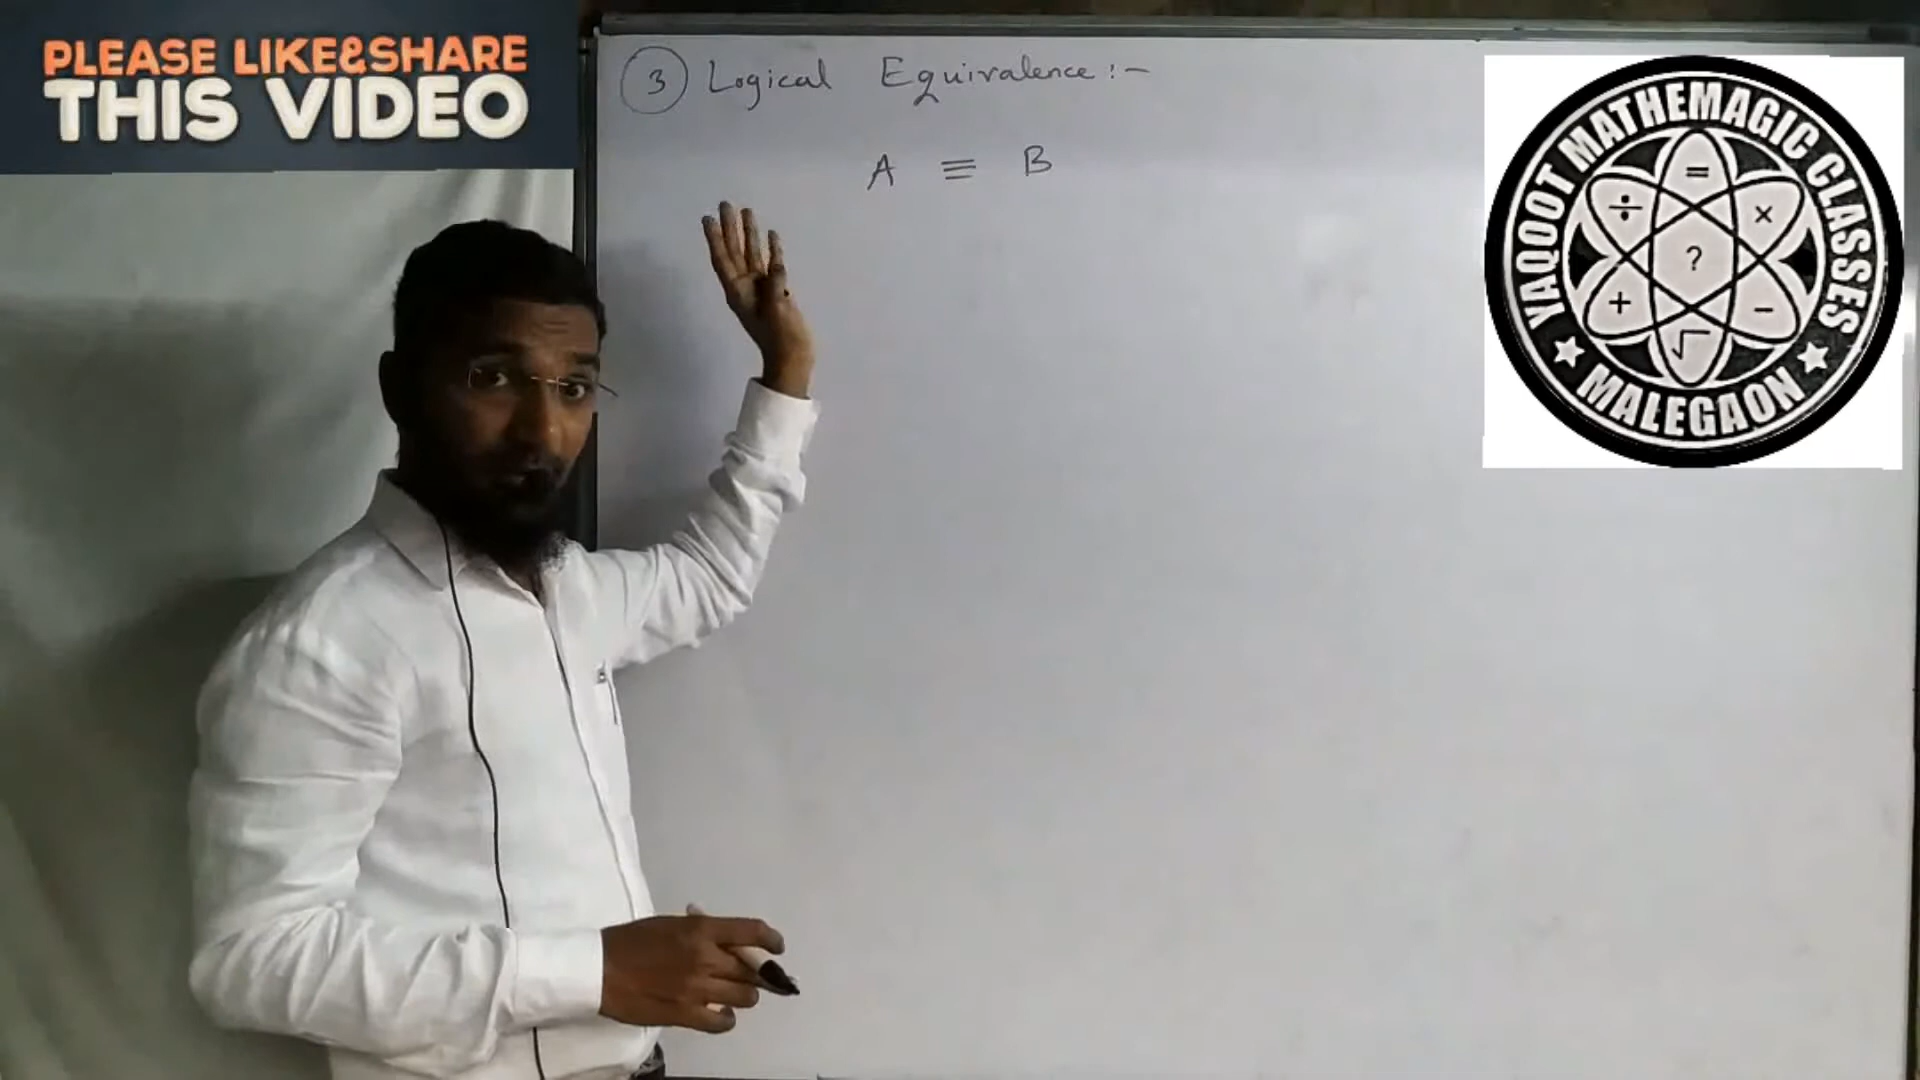 PLEASE LIKE&SHARE
THIS VIDEO
3 Logical Equivalence :-
A ≡ B
YAQOOT MATHEMAGIC CLASSES
= ÷ × ? + - √
★ MALEGAON ★